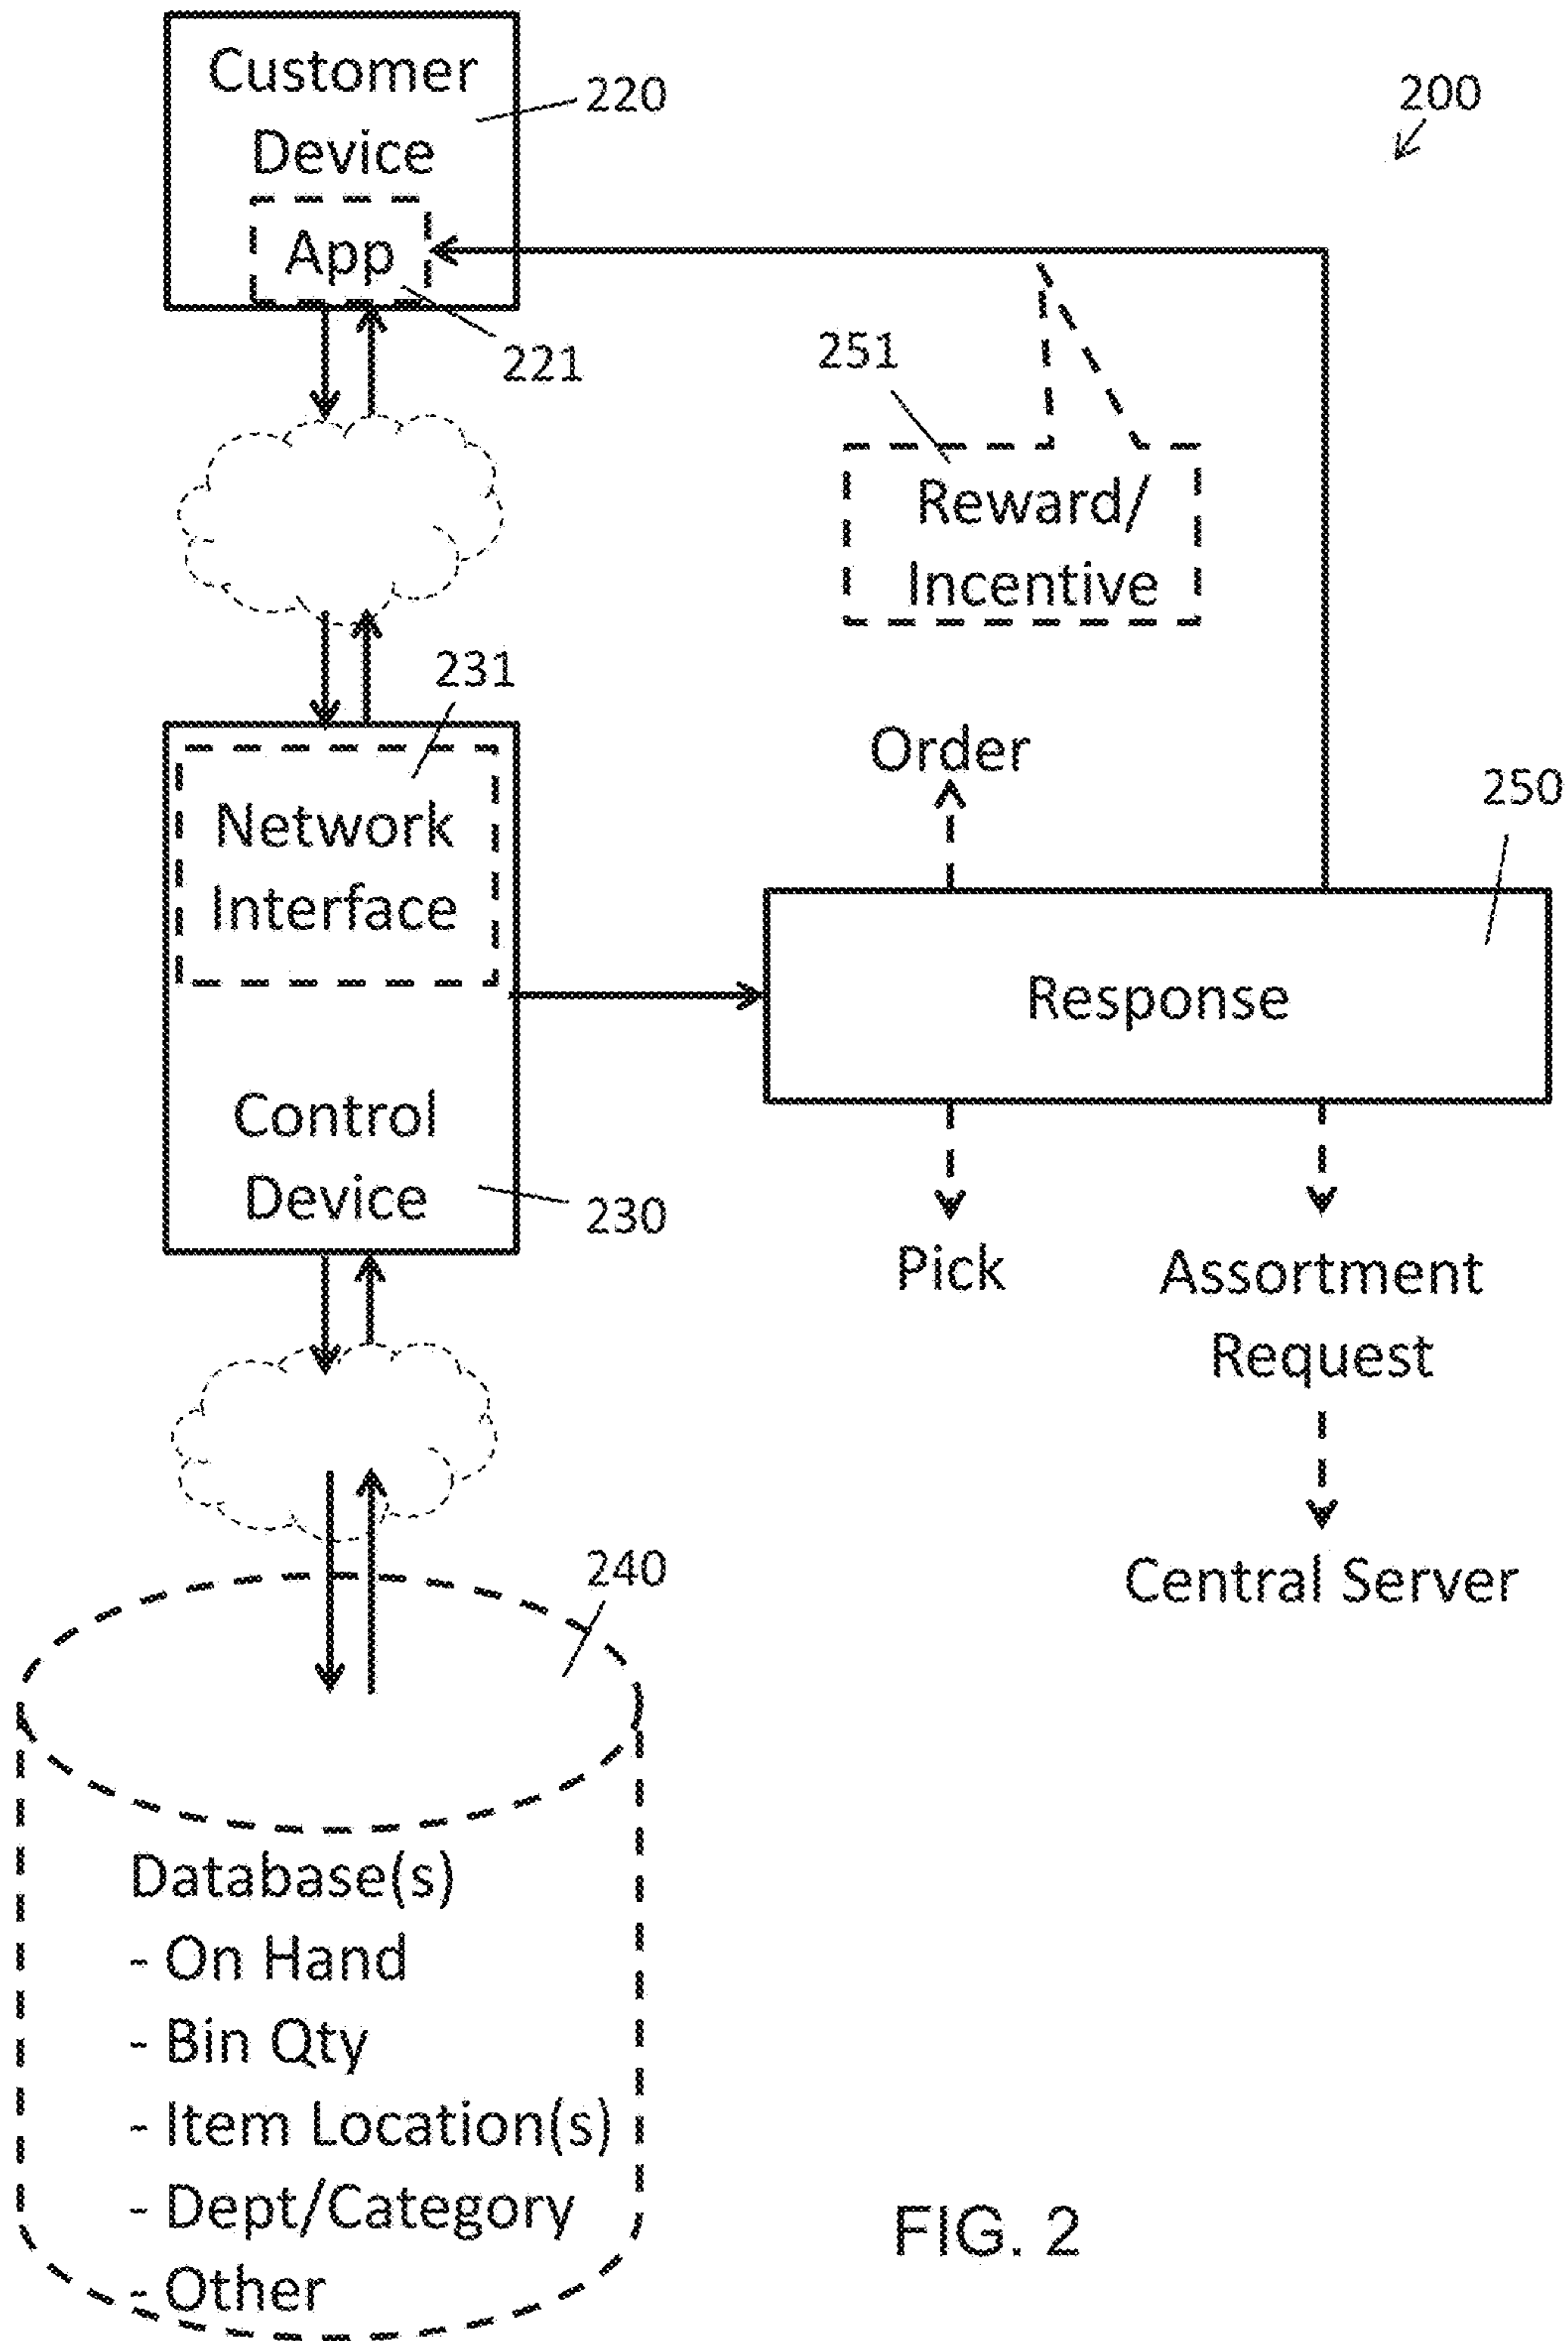 Customer
Device
220
200
App
221
251
Reward/
Incentive
231
Network
Interface
Order
250
Response
Control
Device
230
Pick
Assortment
Request
Central Server
240
Database(s)
- On Hand
- Bin Qty
- Item Location(s)
- Dept/Category
- Other
FIG. 2